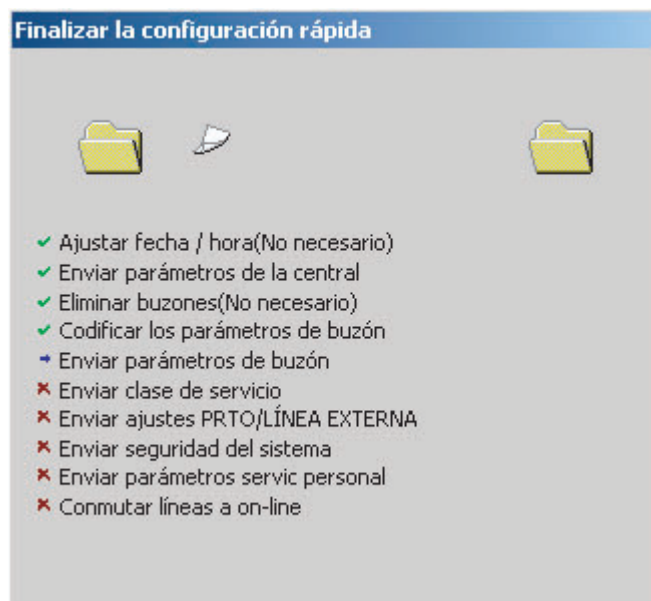 Finalizar la configuración rápida
Ajustar fecha / hora(No necesario)
Enviar parámetros de la central
Eliminar buzones(No necesario)
Codificar los parámetros de buzón
Enviar parámetros de buzón
Enviar clase de servicio
Enviar ajustes PRTO/LÍNEA EXTERNA
Enviar seguridad del sistema
Enviar parámetros servic personal
Conmutar líneas a on-line